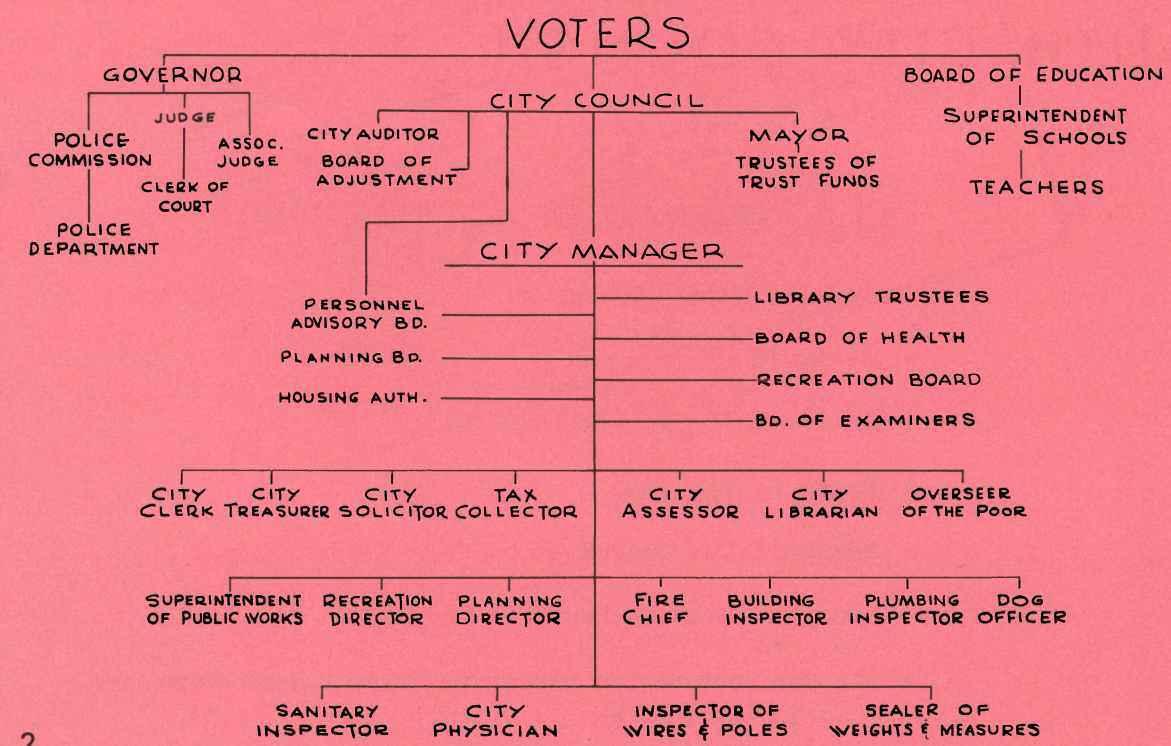 VOTERS
GOVERNOR
BOARD OF EDUCATION
CITY COUNCIL
JUDGE
POLICE
COMMISSION
ASSOC.
JUDGE
CLERK OF
COURT
POLICE
DEPARTMENT
CITY AUDITOR
BOARD OF
ADJUSTMENT
MAYOR
TRUSTEES OF
TRUST FUNDS
SUPERINTENDENT
OF SCHOOLS
TEACHERS
CITY MANAGER
PERSONNEL
ADVISORY BD.
PLANNING BD.
HOUSING AUTH.
LIBRARY TRUSTEES
BOARD OF HEALTH
RECREATION BOARD
BD. OF EXAMINERS
CITY
CLERK
CITY
TREASURER
CITY
SOLICITOR
TAX
COLLECTOR
CITY
ASSESSOR
CITY
LIBRARIAN
OVERSEER
OF THE POOR
SUPERINTENDENT
OF PUBLIC WORKS
RECREATION
DIRECTOR
PLANNING
DIRECTOR
FIRE
CHIEF
BUILDING
INSPECTOR
PLUMBING
INSPECTOR
DOG
OFFICER
SANITARY
INSPECTOR
CITY
PHYSICIAN
INSPECTOR OF
WIRES & POLES
SEALER OF
WEIGHTS & MEASURES
2